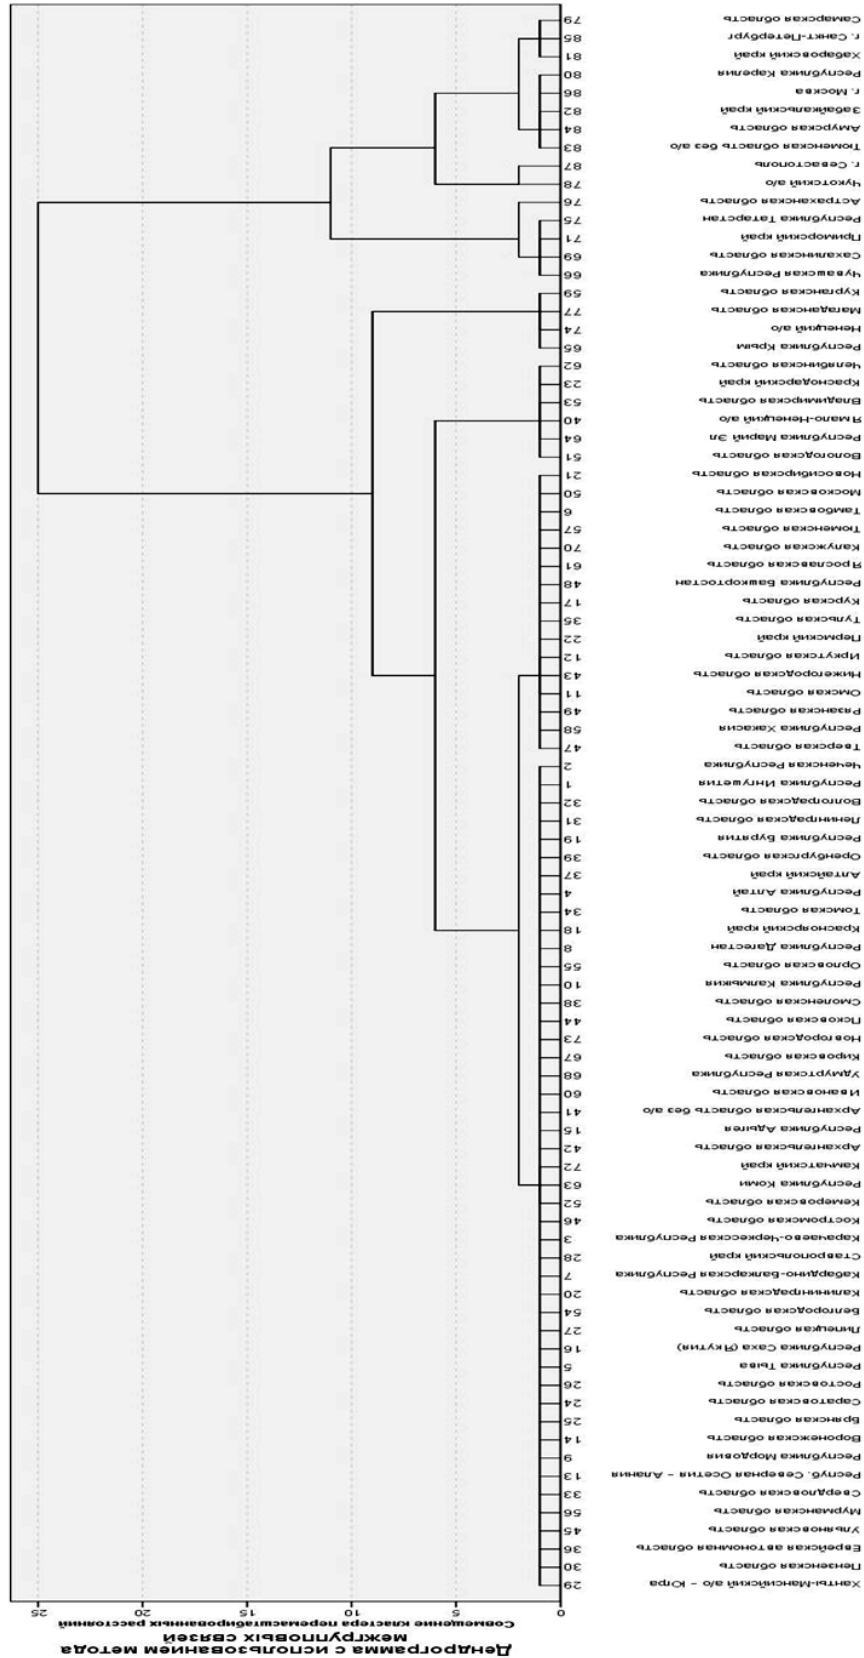 Дендрограмма с использованием метода
межгрупповых связей
Совмещение кластера перемасштабированных расстояний
0 5 10 15 20 25
Ханты-Мансийский а/о - Югра 29
Пензенская область 30
Еврейская автономная область 36
Ульяновская область 45
Мурманская область 56
Свердловская область 33
Респуб. Северная Осетия - Алания 13
Республика Мордовия 9
Воронежская область 14
Брянская область 25
Саратовская область 24
Ростовская область 26
Республика Тыва 5
Республика Саха (Якутия) 16
Липецкая область 27
Белгородская область 54
Калининградская область 20
Кабардино-Балкарская Республика 7
Ставропольский край 28
Карачаево-Черкесская Республика 3
Костромская область 46
Кемеровская область 52
Республика Коми 63
Камчатский край 72
Архангельская область 42
Республика Адыгея 15
Архангельская область без а/о 41
Ивановская область 60
Удмуртская Республика 68
Кировская область 67
Новгородская область 73
Псковская область 44
Смоленская область 38
Республика Калмыкия 10
Орловская область 55
Республика Дагестан 8
Красноярский край 18
Томская область 34
Республика Алтай 4
Алтайский край 37
Оренбургская область 39
Республика Бурятия 19
Ленинградская область 31
Волгоградская область 32
Республика Ингушетия 1
Чеченская Республика 2
Тверская область 47
Республика Хакасия 58
Рязанская область 49
Омская область 11
Нижегородская область 43
Иркутская область 12
Пермский край 22
Тульская область 35
Курская область 17
Республика Башкортостан 48
Ярославская область 61
Калужская область 70
Тюменская область 57
Тамбовская область 6
Московская область 50
Новосибирская область 21
Вологодская область 51
Республика Марий Эл 64
Ямало-Ненецкий а/о 40
Владимирская область 53
Краснодарский край 23
Челябинская область 62
Республика Крым 65
Ненецкий а/о 74
Магаданская область 77
Курганская область 59
Чувашская Республика 66
Сахалинская область 69
Приморский край 71
Республика Татарстан 75
Астраханская область 76
Чукотский а/о 78
г. Севастополь 87
Тюменская область без а/о 83
Амурская область 84
Забайкальский край 82
г. Москва 86
Республика Карелия 80
Хабаровский край 81
г. Санкт-Петербург 85
Самарская область 79